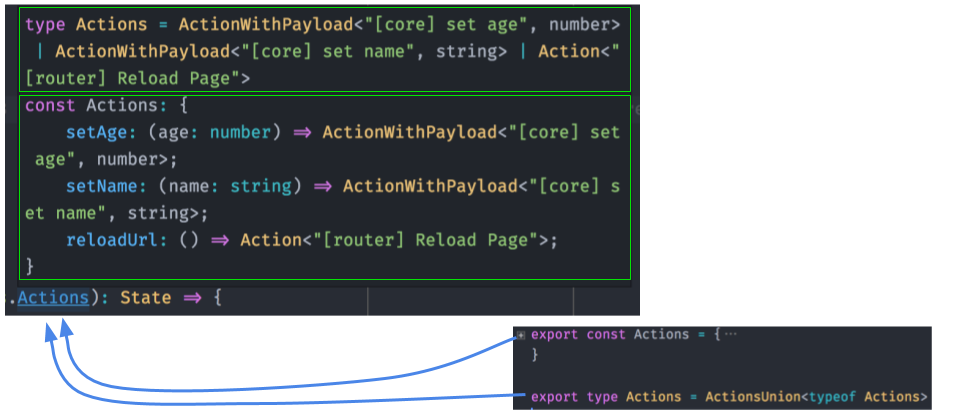 type Actions = ActionWithPayload<"[core] set age", number>
| ActionWithPayload<"[core] set name", string> | Action<"
[router] Reload Page">
const Actions: {
setAge: (age: number) ⇒ ActionWithPayload<"[core] set
age", number>;
setName: (name: string) ⇒ ActionWithPayload<"[core] s
et name", string>;
reloadUrl: () ⇒ Action<"[router] Reload Page">;
}
.Actions): State ⇒ {
export const Actions = {⋯
}
export type Actions = ActionsUnion<typeof Actions>